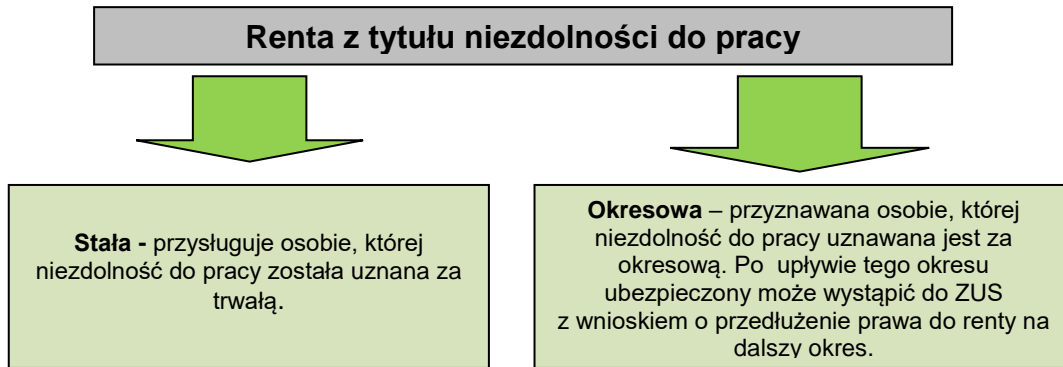 Renta z tytułu niezdolności do pracy
Stała - przysługuje osobie, której
niezdolność do pracy została uznana za
trwałą.
Okresowa – przyznawana osobie, której
niezdolność do pracy uznawana jest za
okresową. Po upływie tego okresu
ubezpieczony może wystąpić do ZUS
z wnioskiem o przedłużenie prawa do renty na
dalszy okres.